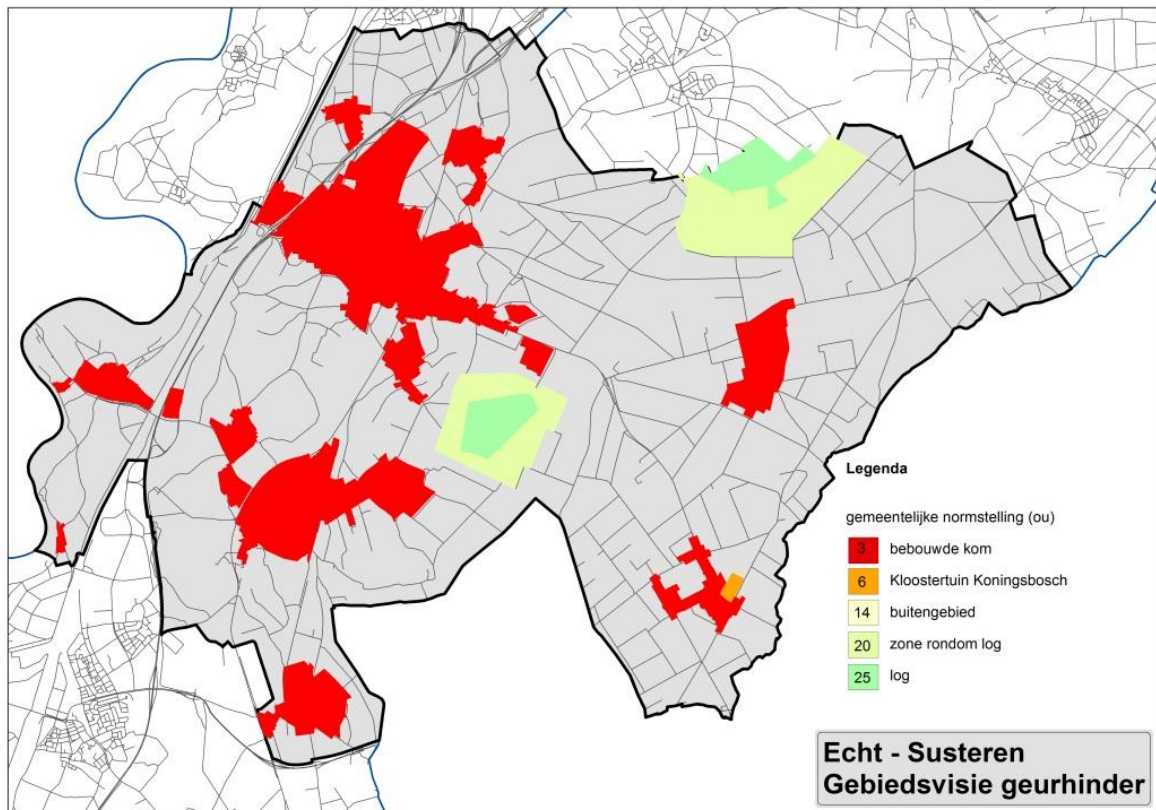 Legenda
gemeentelijke normstelling (ou)
3 bebouwde kom
6 Kloostertuin Koningsbosch
14 buitengebied
20 zone rondom log
25 log
Echt - Susteren
Gebiedsvisie geurhinder